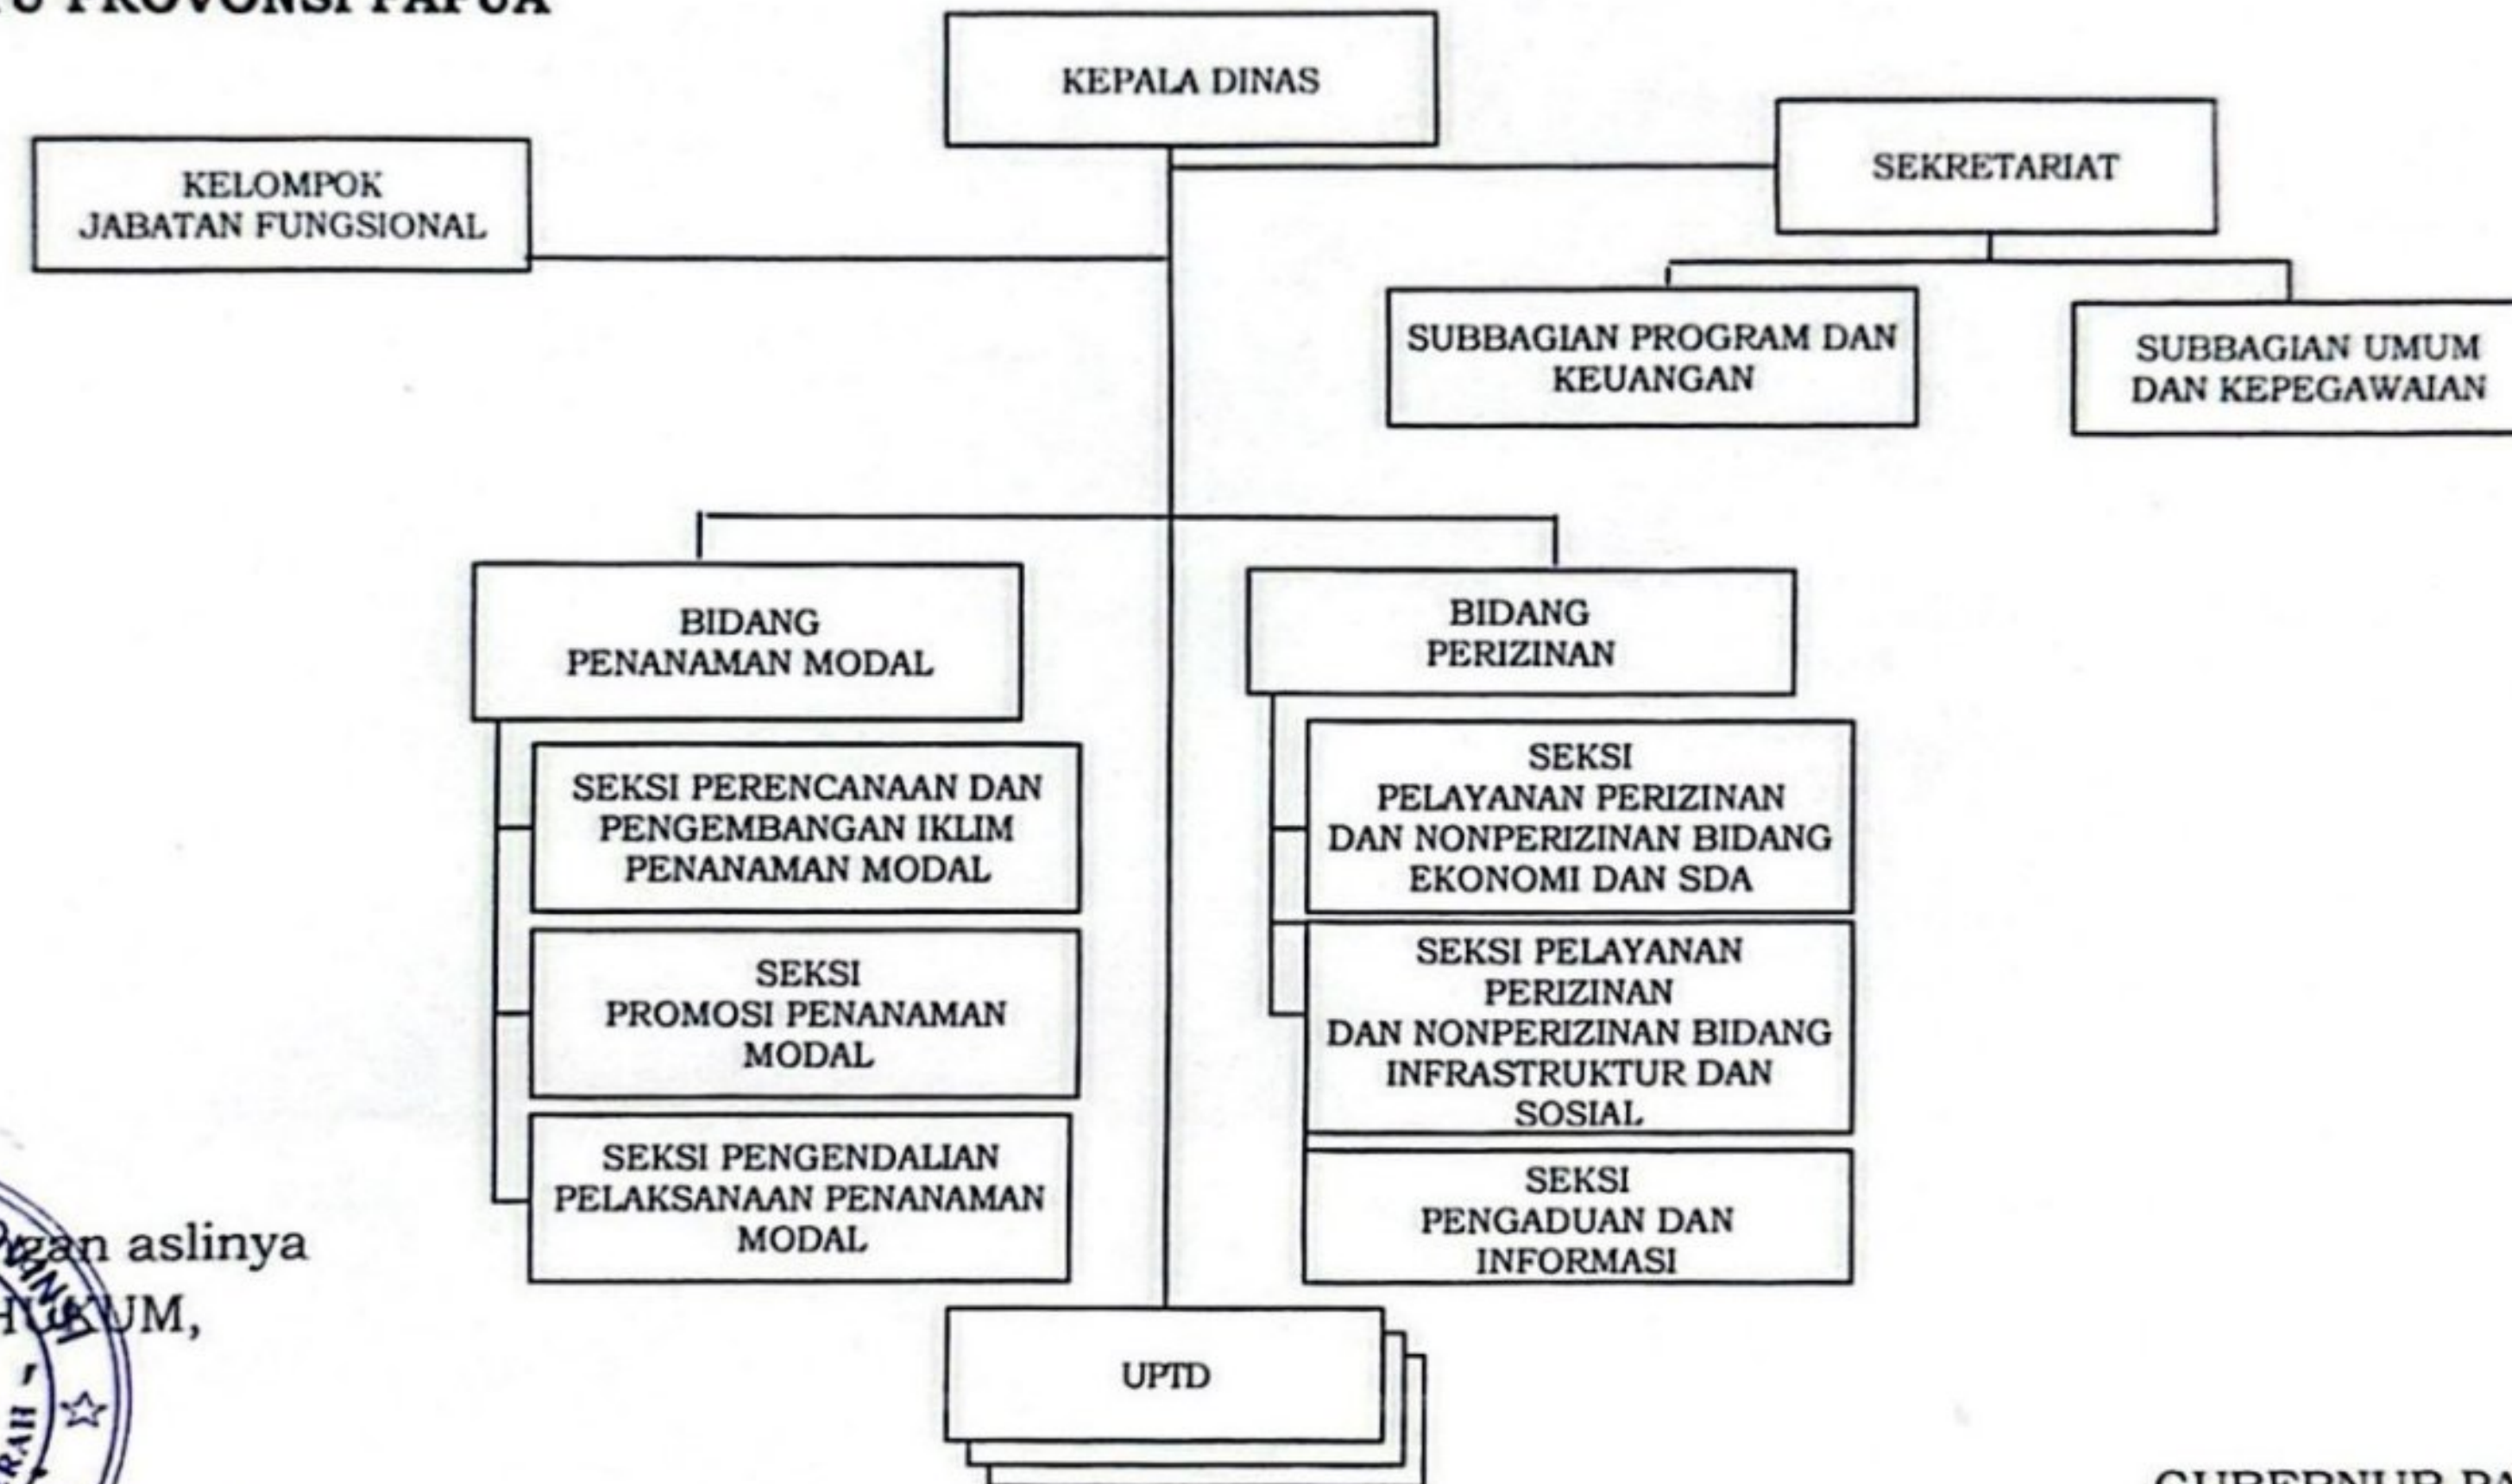 PROVONSI PAPUA
KEPALA DINAS
SEKRETARIAT
KELOMPOK
JABATAN FUNGSIONAL
SUBBAGIAN PROGRAM DAN
KEUANGAN
SUBBAGIAN UMUM
DAN KEPEGAWAIAN
BIDANG
PENANAMAN MODAL
BIDANG
PERIZINAN
SEKSI PERENCANAAN DAN
PENGEMBANGAN IKLIM
PENANAMAN MODAL
SEKSI
PROMOSI PENANAMAN
MODAL
SEKSI PENGENDALIAN
PELAKSANAAN PENANAMAN
MODAL
SEKSI
PELAYANAN PERIZINAN
DAN NONPERIZINAN BIDANG
EKONOMI DAN SDA
SEKSI PELAYANAN
PERIZINAN
DAN NONPERIZINAN BIDANG
INFRASTRUKTUR DAN
SOSIAL
SEKSI
PENGADUAN DAN
INFORMASI
UPTD
aslinya
HUKUM,
GUBERNUR